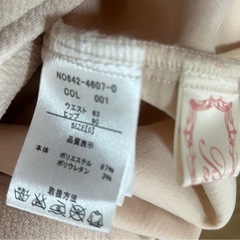 NO642-4607-0
COL 001
ウエスト 63
ヒップ 90
SIZE[0]
品質表示
本体 ポリエステル 97%
ポリウレタン 3%
取扱方法